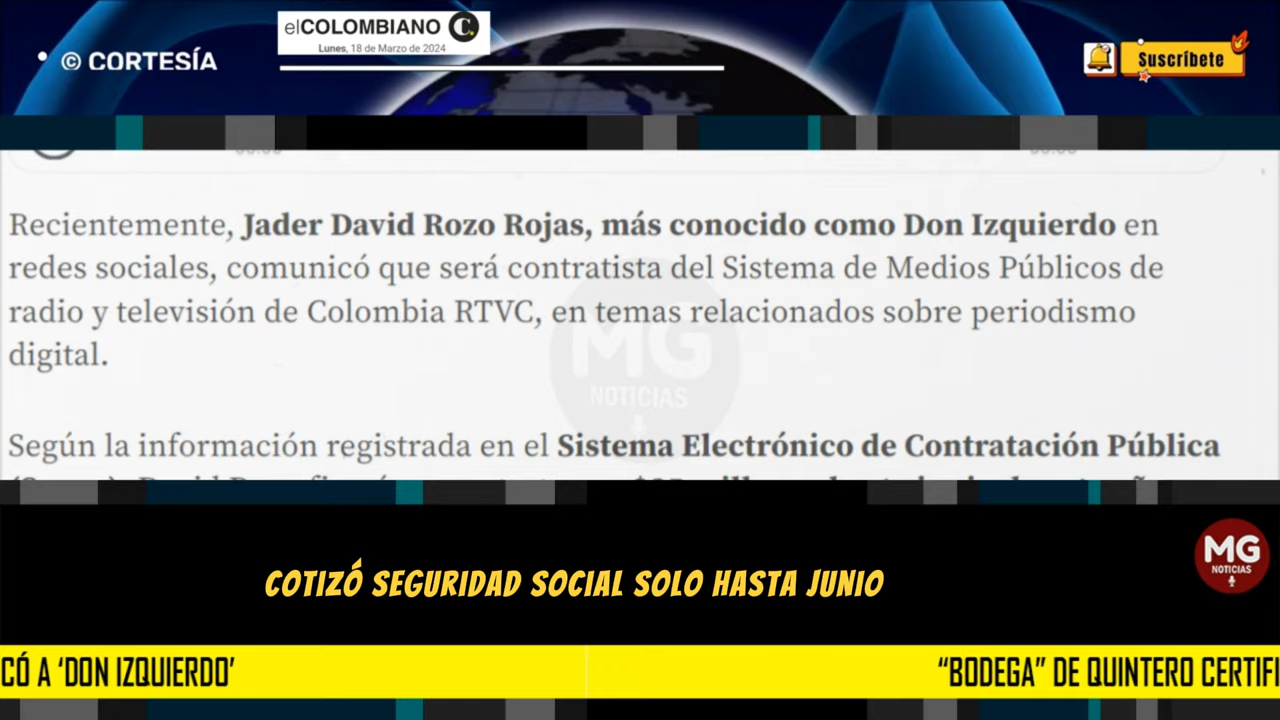 © CORTESÍA
elCOLOMBIANO
Lunes, 18 de Marzo de 2024
Suscríbete
Recientemente, Jader David Rozo Rojas, más conocido como Don Izquierdo en
redes sociales, comunicó que será contratista del Sistema de Medios Públicos de
radio y televisión de Colombia RTVC, en temas relacionados sobre periodismo
digital.
MG
NOTICIAS
Según la información registrada en el Sistema Electrónico de Contratación Pública
COTIZÓ SEGURIDAD SOCIAL SOLO HASTA JUNIO
MG
NOTICIAS
CÓ A ‘DON IZQUIERDO’
“BODEGA” DE QUINTERO CERTIFI